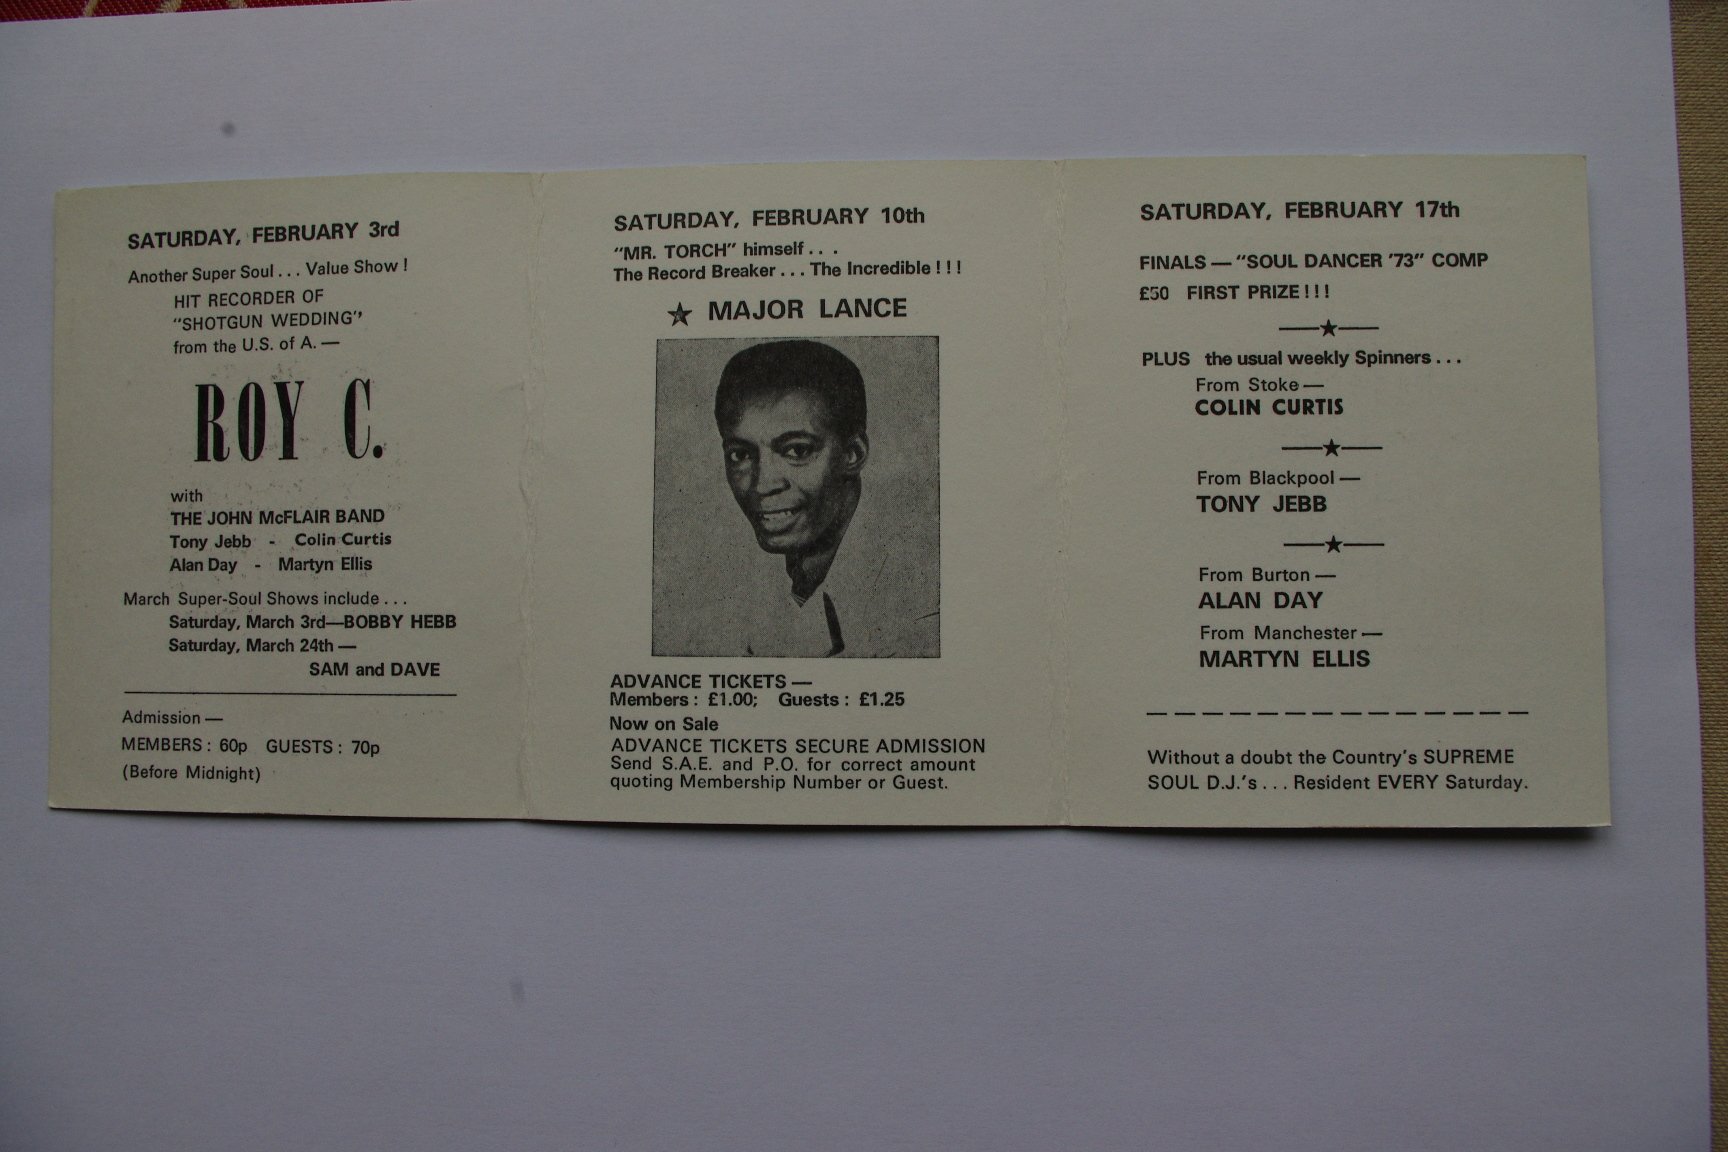 SATURDAY, FEBRUARY 3rd
Another Super Soul . . . Value Show !
HIT RECORDER OF
"SHOTGUN WEDDING"
from the U.S. of A. —
ROY C.
with
THE JOHN McFLAIR BAND
Tony Jebb - Colin Curtis
Alan Day - Martyn Ellis
March Super-Soul Shows include . . .
Saturday, March 3rd—BOBBY HEBB
Saturday, March 24th —
SAM and DAVE
Admission —
MEMBERS : 60p GUESTS : 70p
(Before Midnight)
SATURDAY, FEBRUARY 10th
"MR. TORCH" himself . . .
The Record Breaker . . . The Incredible ! ! !
★ MAJOR LANCE
ADVANCE TICKETS —
Members : £1.00; Guests : £1.25
Now on Sale
ADVANCE TICKETS SECURE ADMISSION
Send S.A.E. and P.O. for correct amount
quoting Membership Number or Guest.
SATURDAY, FEBRUARY 17th
FINALS — "SOUL DANCER '73" COMP
£50 FIRST PRIZE ! ! !
PLUS the usual weekly Spinners . . .
From Stoke —
COLIN CURTIS
From Blackpool —
TONY JEBB
From Burton —
ALAN DAY
From Manchester —
MARTYN ELLIS
Without a doubt the Country's SUPREME
SOUL D.J.'s . . . Resident EVERY Saturday.